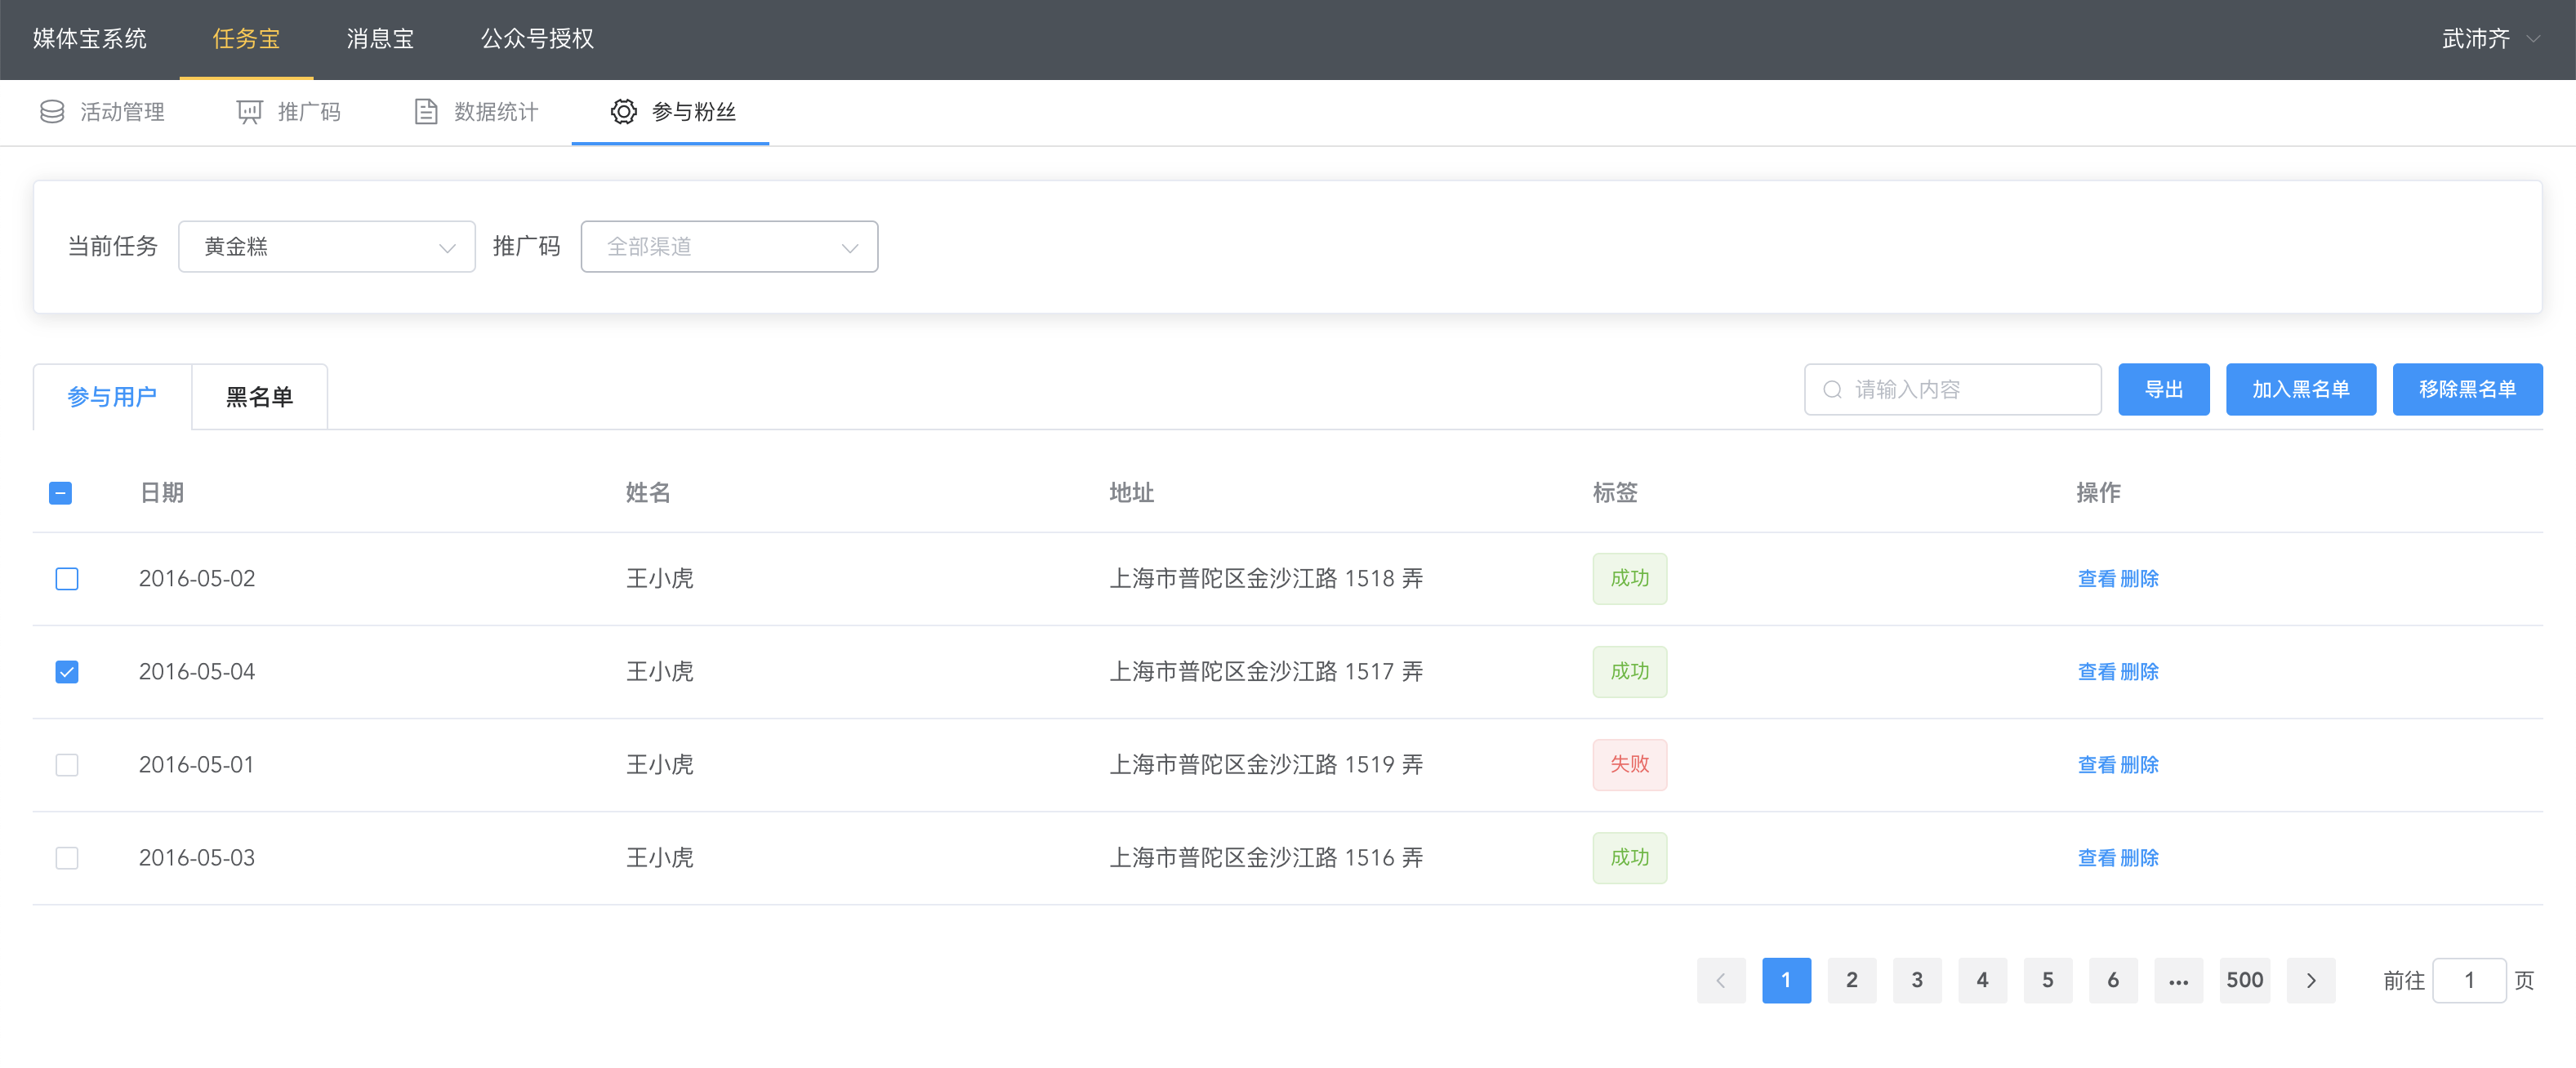 媒体宝系统 任务宝 消息宝 公众号授权 武沛齐
活动管理 推广码 数据统计 参与粉丝
当前任务 黄金糕 推广码 全部渠道
参与用户 黑名单 请输入内容 导出 加入黑名单 移除黑名单
日期 姓名 地址 标签 操作
2016-05-02 王小虎 上海市普陀区金沙江路 1518 弄 成功 查看 删除
2016-05-04 王小虎 上海市普陀区金沙江路 1517 弄 成功 查看 删除
2016-05-01 王小虎 上海市普陀区金沙江路 1519 弄 失败 查看 删除
2016-05-03 王小虎 上海市普陀区金沙江路 1516 弄 成功 查看 删除
1 2 3 4 5 6 ... 500 前往 1 页